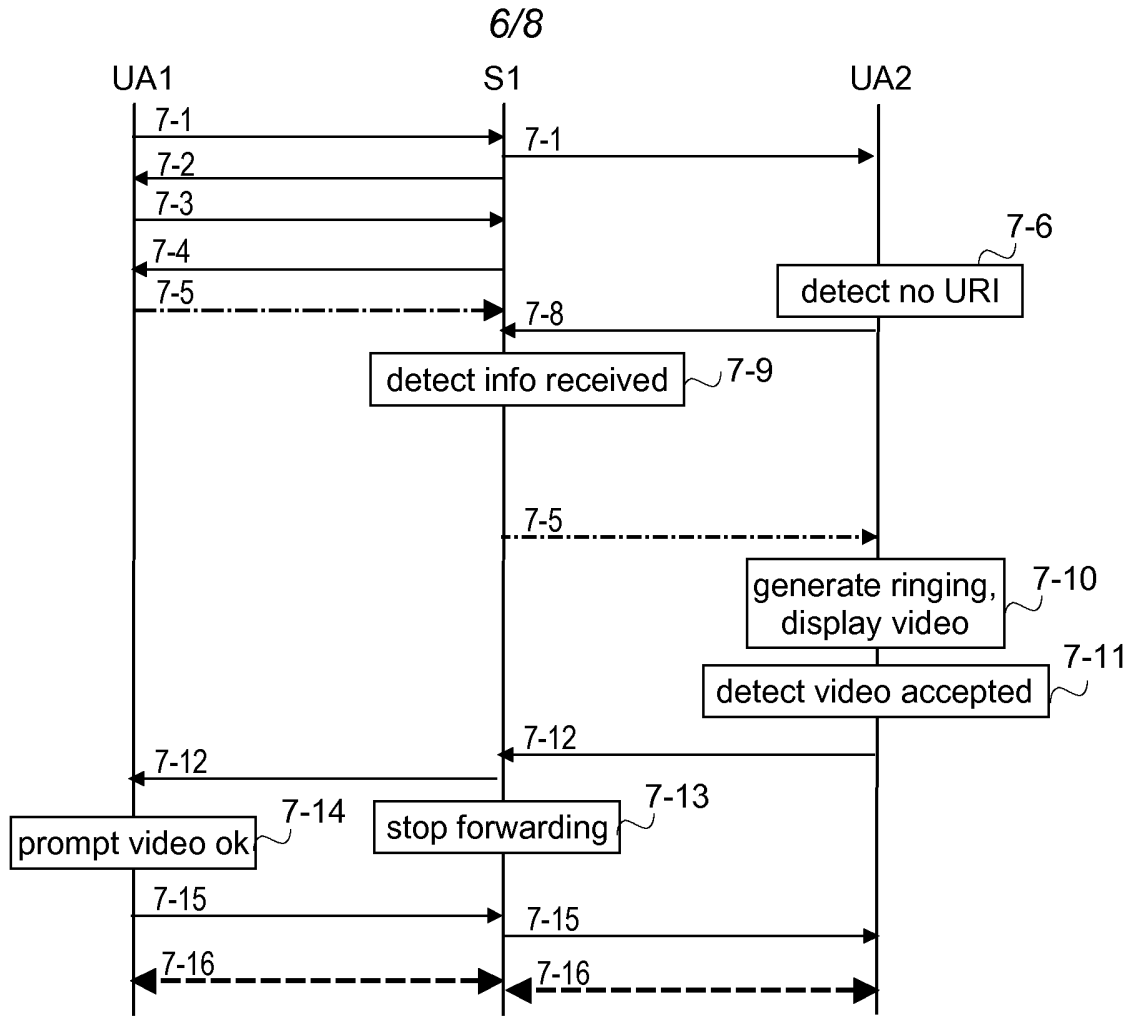 6/8
UA1
S1
UA2
7-1
7-1
7-2
7-3
7-6
7-4
detect no URI
7-5
7-8
detect info received
7-9
7-5
generate ringing,
display video
7-10
7-11
detect video accepted
7-12
7-12
7-13
7-14
stop forwarding
prompt video ok
7-15
7-15
7-16
7-16